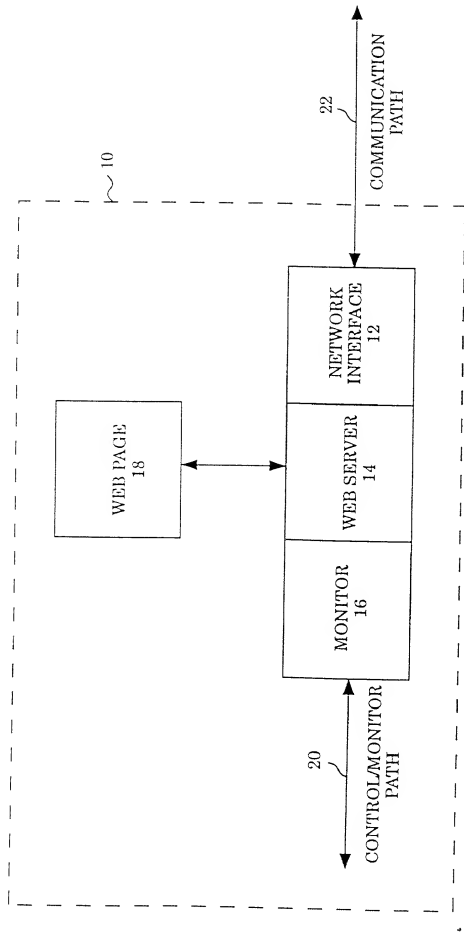 10
WEB PAGE
18
MONITOR
16
WEB SERVER
14
NETWORK
INTERFACE
12
20
CONTROL/MONITOR
PATH
22
COMMUNICATION
PATH